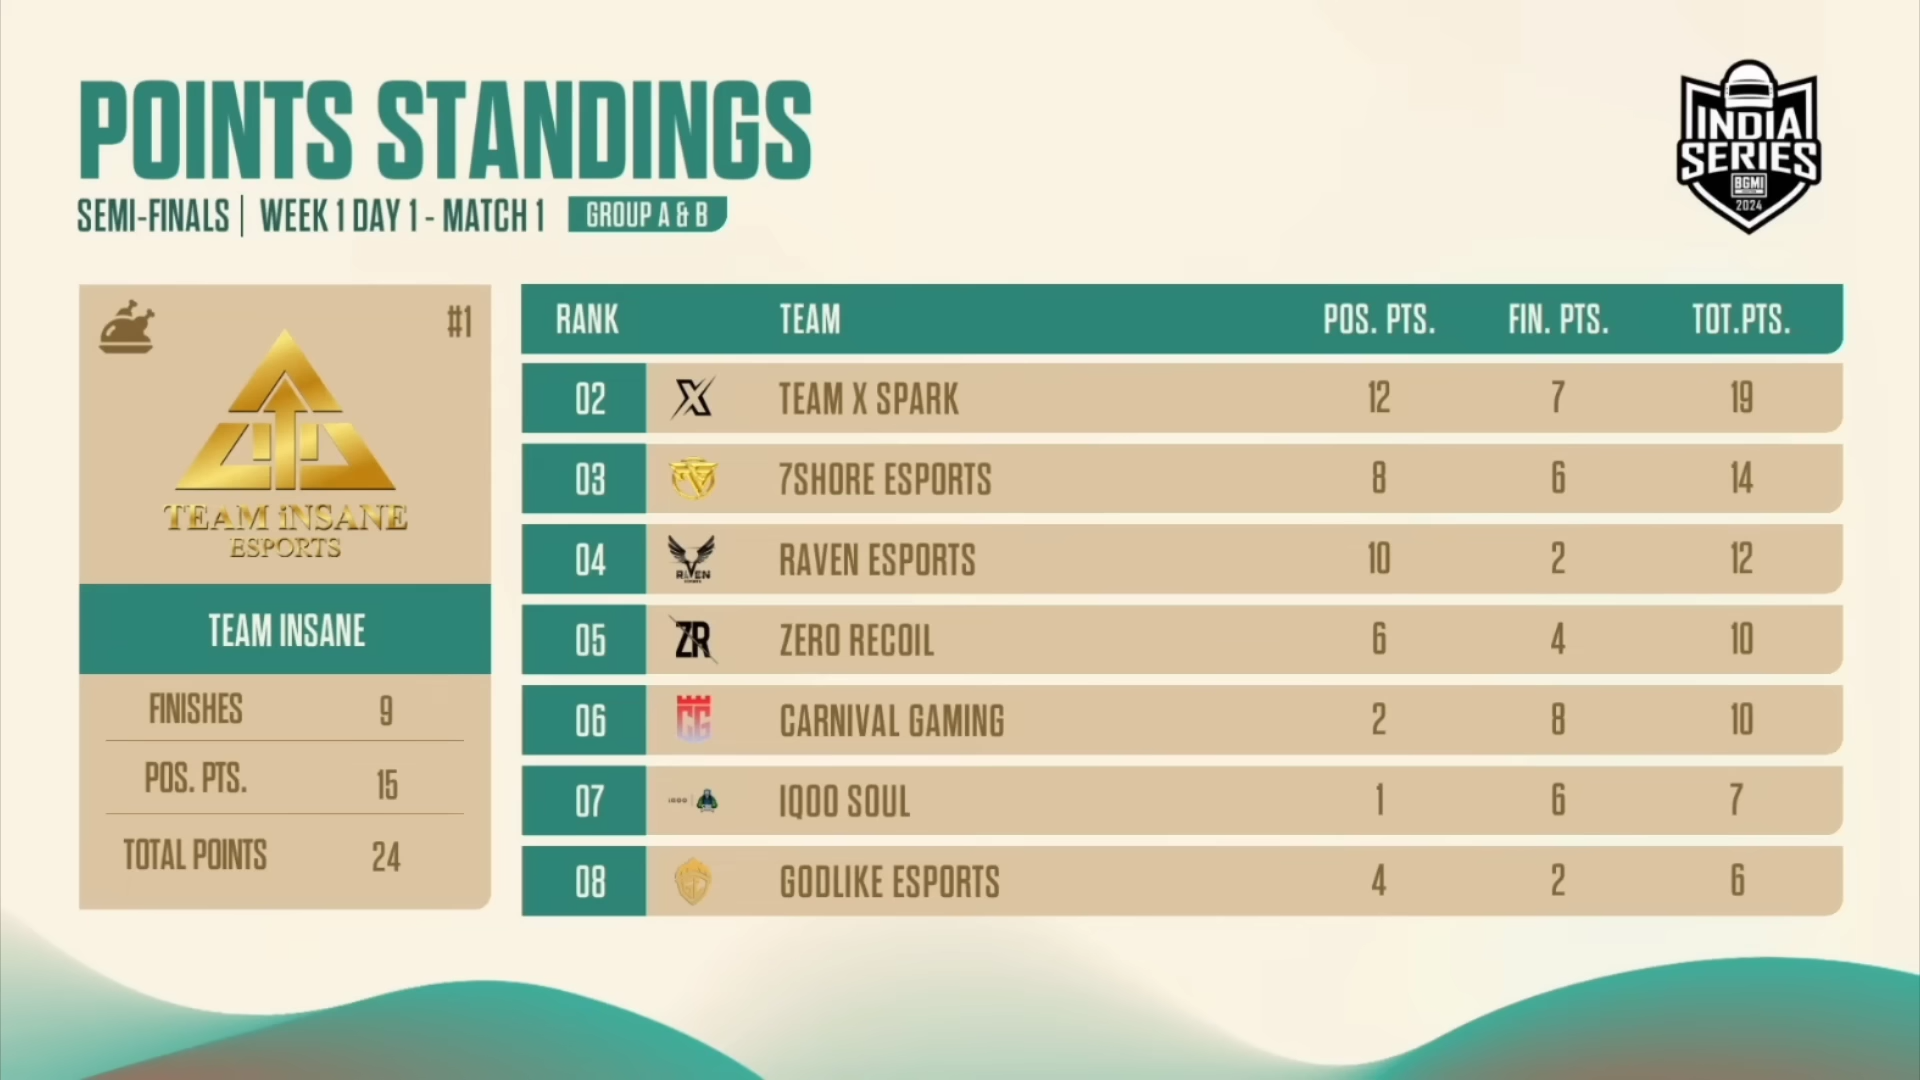 POINTS STANDINGS
SEMI-FINALS | WEEK 1 DAY 1 - MATCH 1 GROUP A & B
INDIA
SERIES
BGMI
2024
#1
TEAM iNSANE
ESPORTS
TEAM INSANE
FINISHES 9
POS. PTS. 15
TOTAL POINTS 24
RANK TEAM POS. PTS. FIN. PTS. TOT.PTS.
02 X TEAM X SPARK 12 7 19
03 7SHORE ESPORTS 8 6 14
04 RAVEN RAVEN ESPORTS 10 2 12
05 ZR ZERO RECOIL 6 4 10
06 CG CARNIVAL GAMING 2 8 10
07 iQOO IQOO SOUL 1 6 7
08 GE GODLIKE ESPORTS 4 2 6